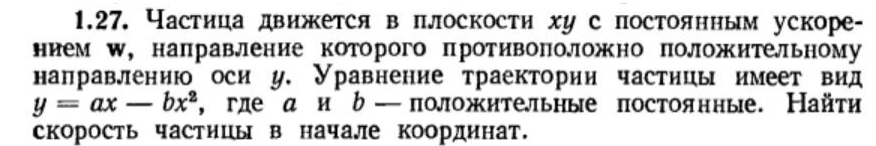 1.27. Частица движется в плоскости xy с постоянным ускоре-
нием w, направление которого противоположно положительному
направлению оси y. Уравнение траектории частицы имеет вид
y = ax — bx², где a и b — положительные постоянные. Найти
скорость частицы в начале координат.